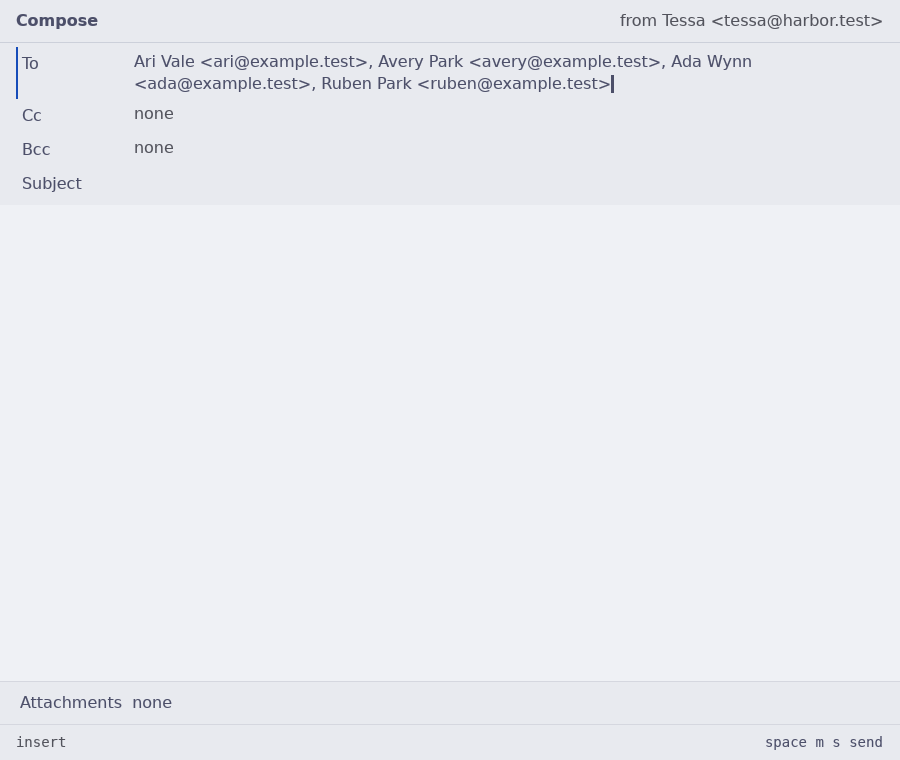 Compose
from Tessa <tessa@harbor.test>
To
Ari Vale <ari@example.test>, Avery Park <avery@example.test>, Ada Wynn
<ada@example.test>, Ruben Park <ruben@example.test>
Cc
none
Bcc
none
Subject
Attachments none
insert
space m s send